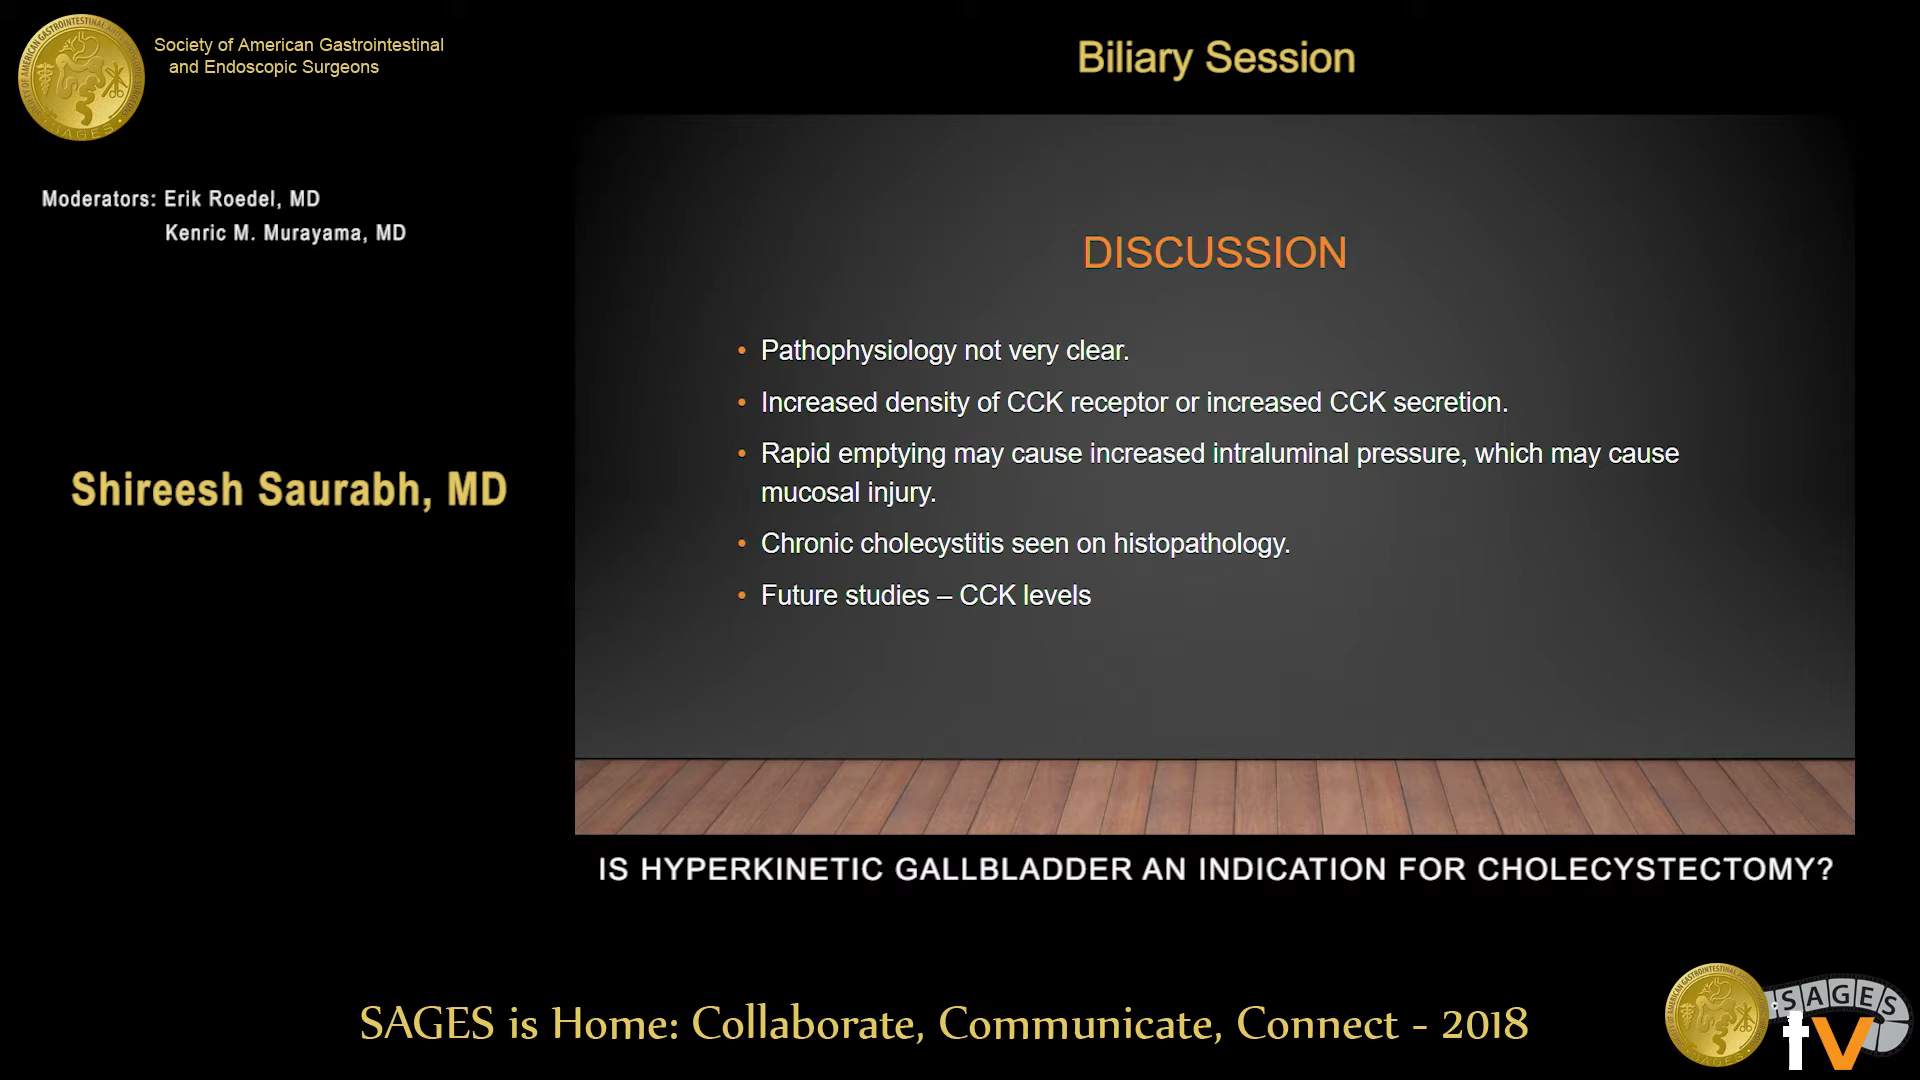 Society of American Gastrointestinal
and Endoscopic Surgeons
Biliary Session
Moderators: Erik Roedel, MD
Kenric M. Murayama, MD
DISCUSSION
• Pathophysiology not very clear.
• Increased density of CCK receptor or increased CCK secretion.
• Rapid emptying may cause increased intraluminal pressure, which may cause
mucosal injury.
• Chronic cholecystitis seen on histopathology.
• Future studies – CCK levels
Shireesh Saurabh, MD
IS HYPERKINETIC GALLBLADDER AN INDICATION FOR CHOLECYSTECTOMY?
SAGES is Home: Collaborate, Communicate, Connect - 2018
SAGES
tv